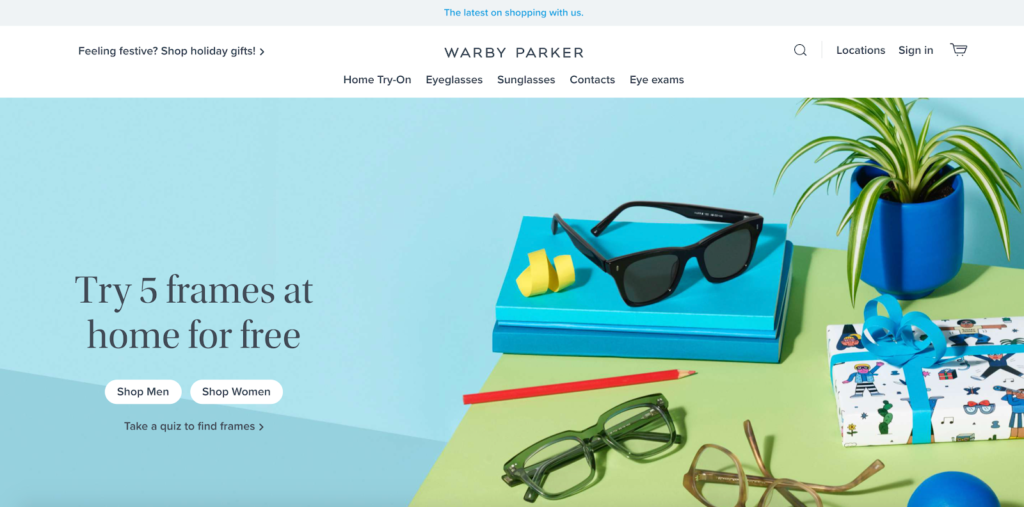 The latest on shopping with us.
Feeling festive? Shop holiday gifts! >
WARBY PARKER
Locations
Sign in
Home Try-On
Eyeglasses
Sunglasses
Contacts
Eye exams
Try 5 frames at
home for free
Shop Men
Shop Women
Take a quiz to find frames >